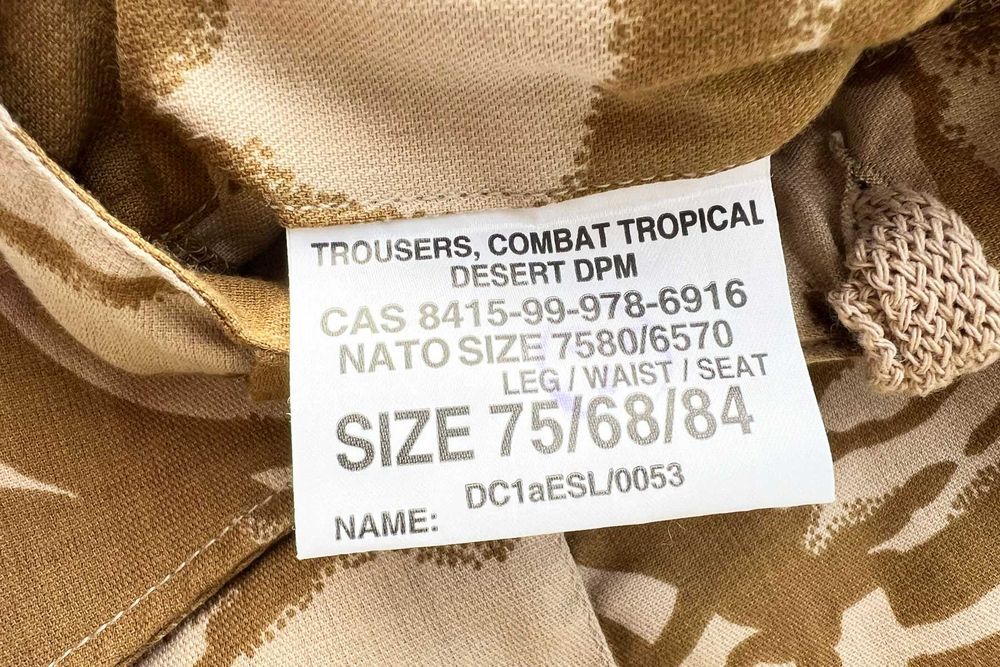 TROUSERS, COMBAT TROPICAL
DESERT DPM
CAS 8415-99-978-6916
NATO SIZE 7580/6570
LEG / WAIST / SEAT
SIZE 75/68/84
DC1aESL/0053
NAME: